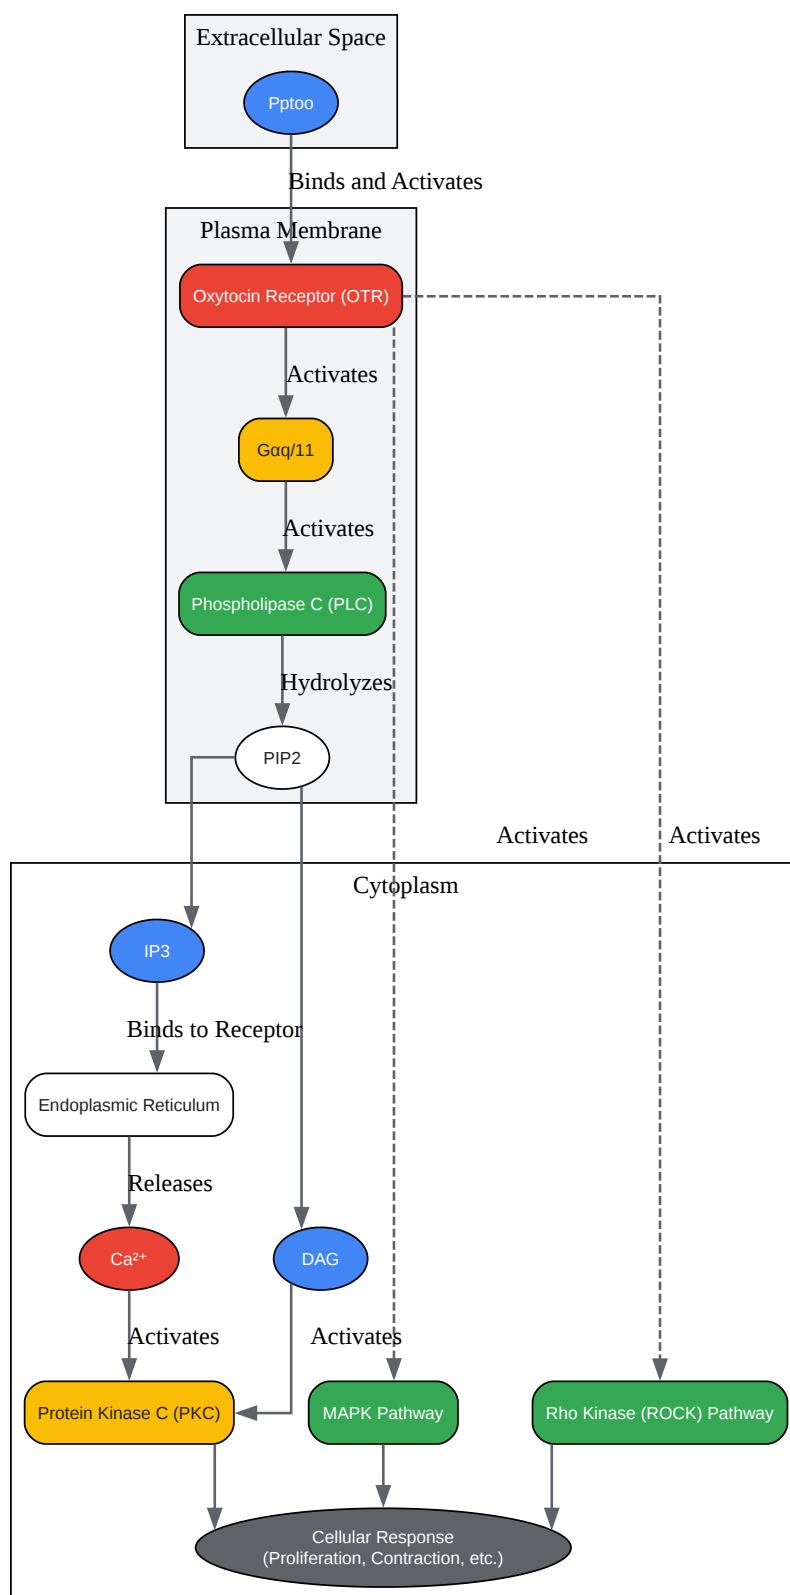 Extracellular Space
Pptoo
Binds and Activates
Plasma Membrane
Oxytocin Receptor (OTR)
Activates
Gαq/11
Activates
Phospholipase C (PLC)
Hydrolyzes
PIP2
Activates
Activates
Cytoplasm
IP3
Binds to Receptor
Endoplasmic Reticulum
Releases
Ca²⁺
DAG
Activates
Activates
Protein Kinase C (PKC)
MAPK Pathway
Rho Kinase (ROCK) Pathway
Cellular Response
(Proliferation, Contraction, etc.)